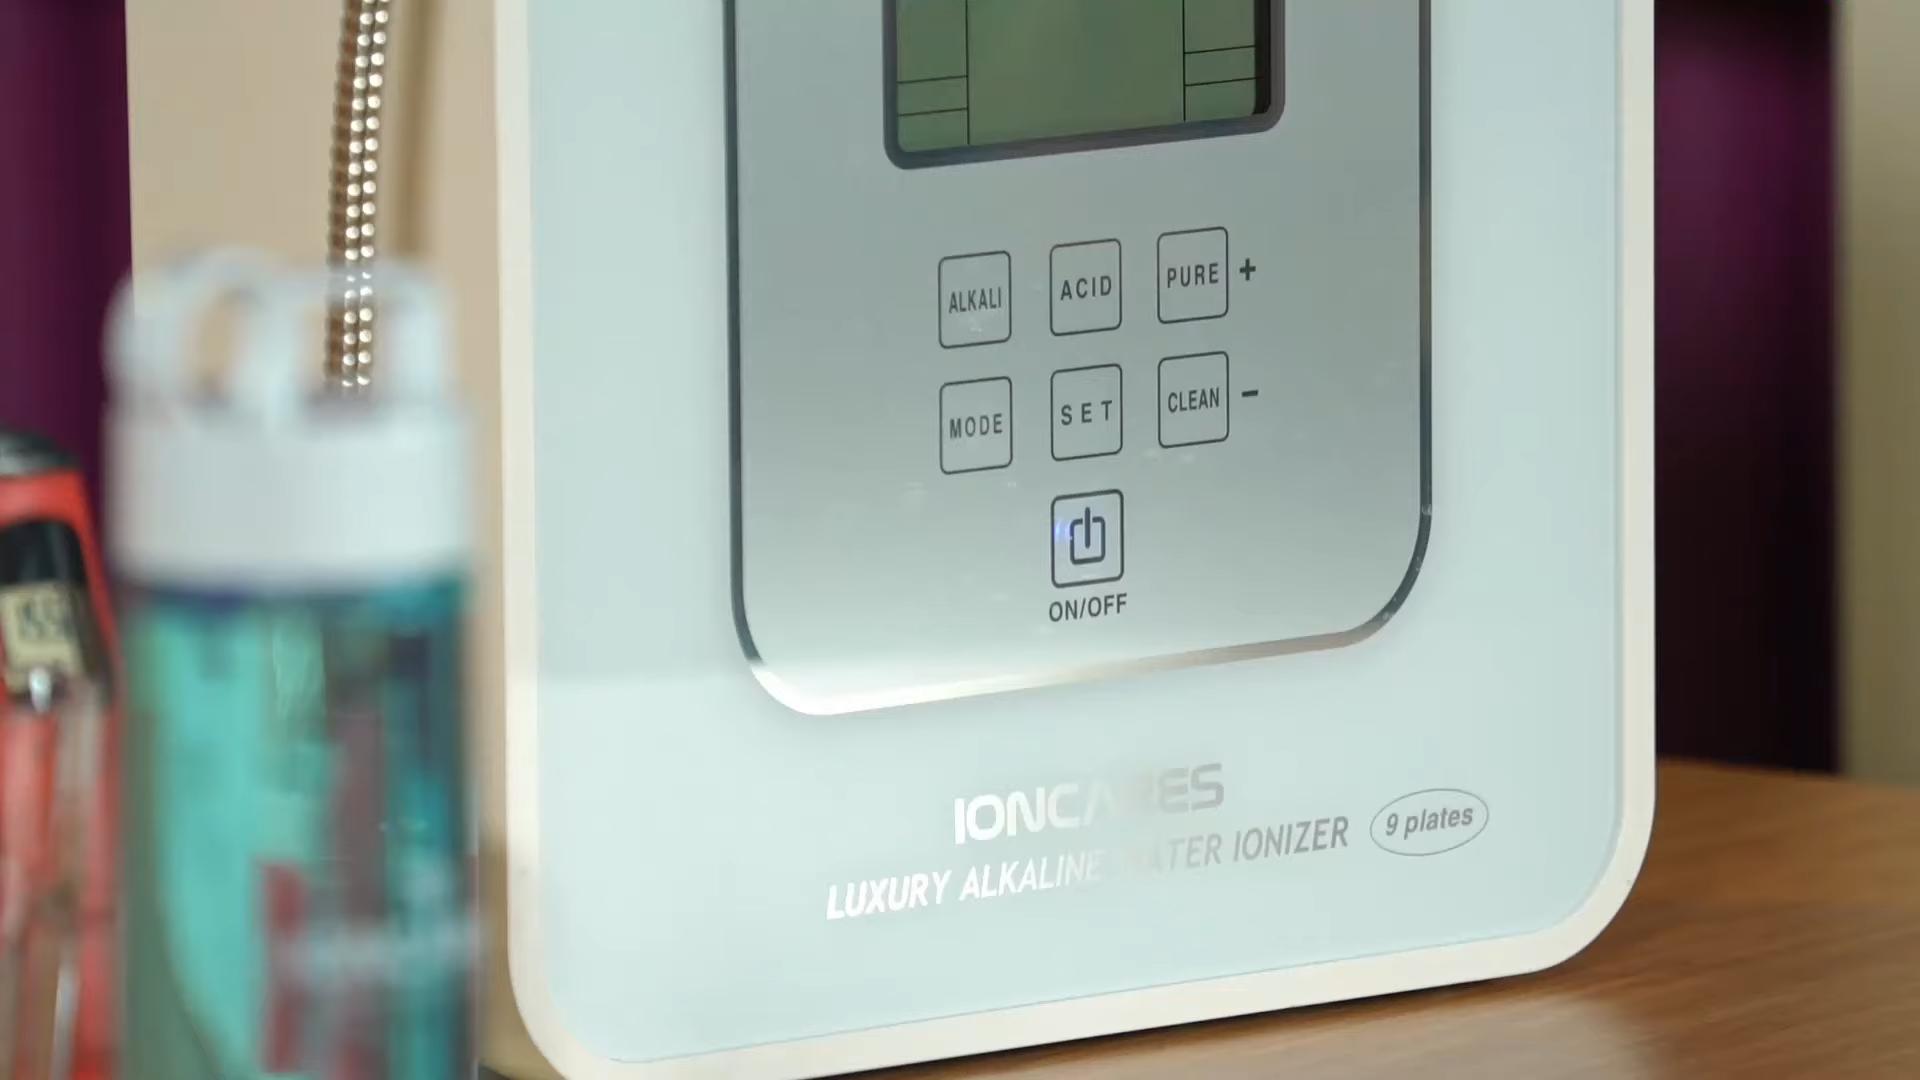 ALKALI ACID PURE +
MODE SET CLEAN -
ON/OFF
IONCARES
LUXURY ALKALINE WATER IONIZER 9 plates